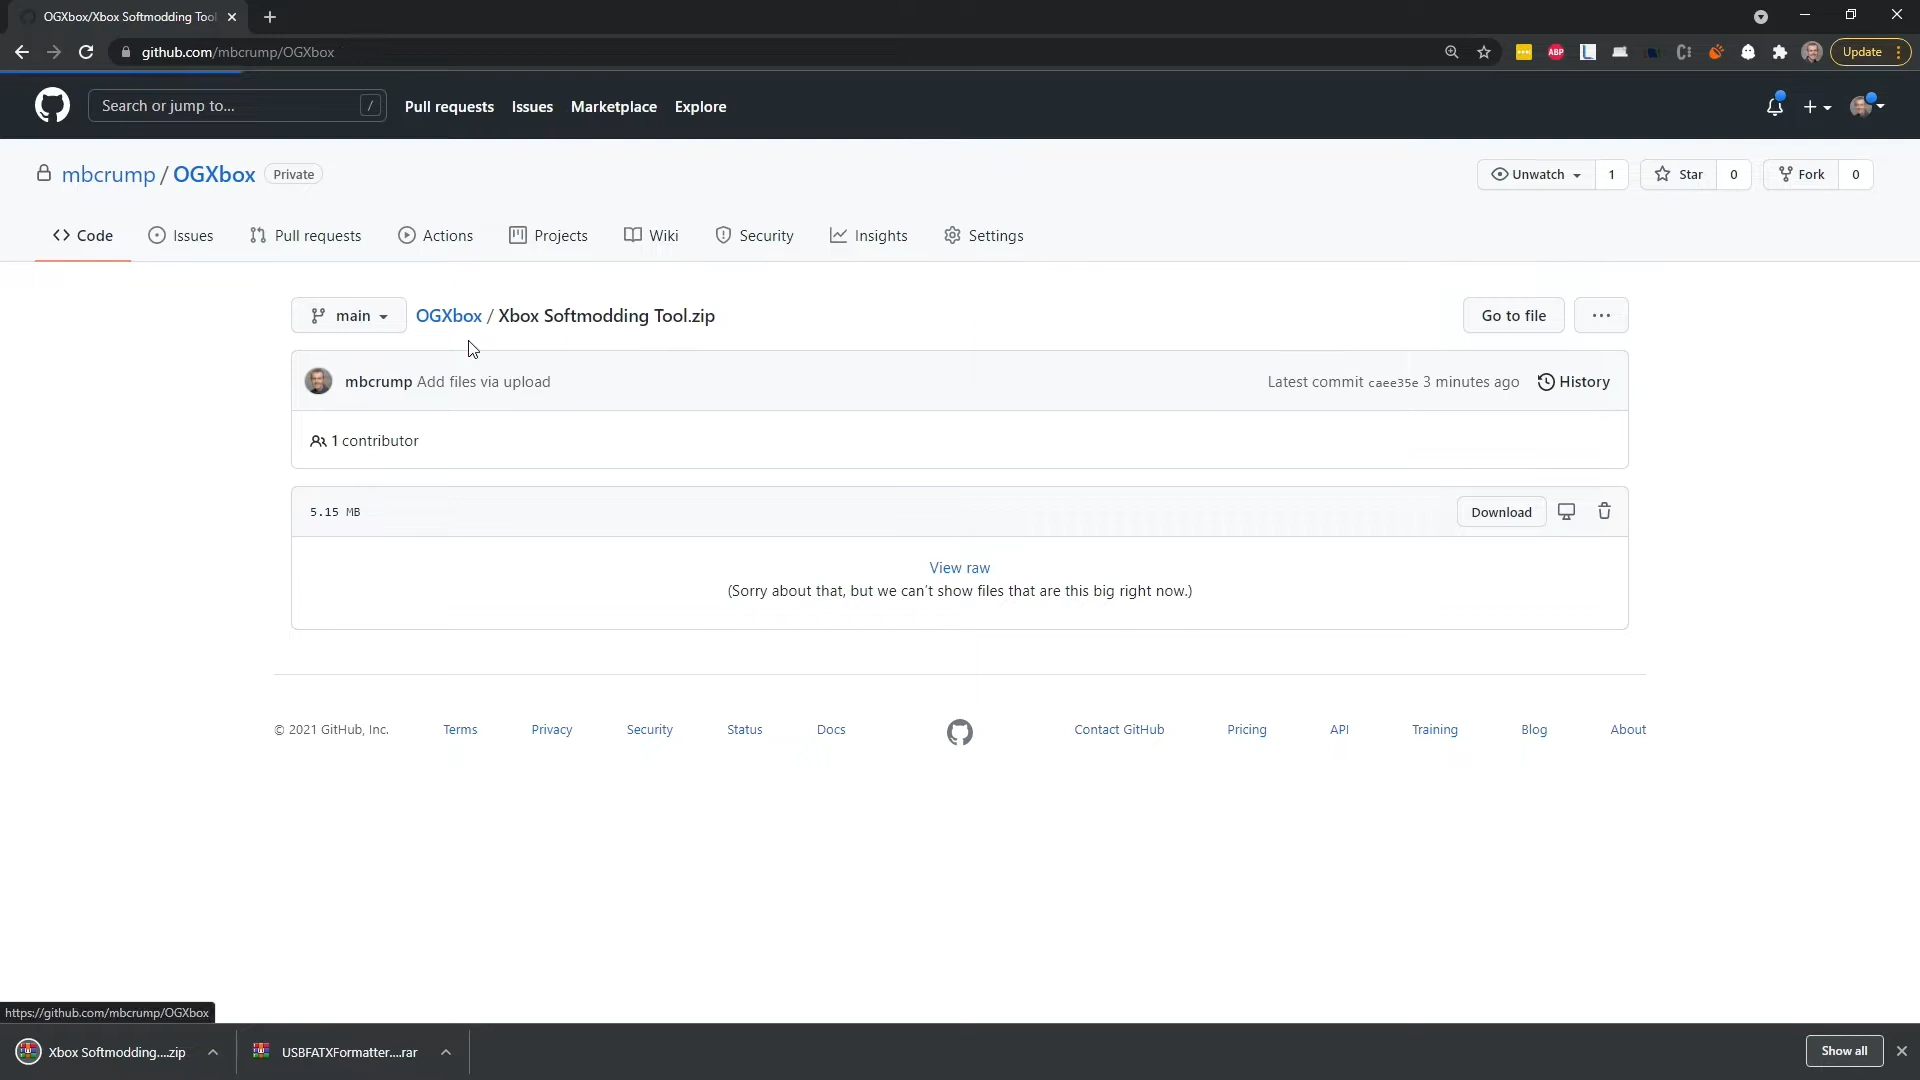 OGXbox/Xbox Softmodding Tool
github.com/mbcrump/OGXbox
ABP
Update
Search or jump to...
/
Pull requests
Issues
Marketplace
Explore
mbcrump / OGXbox
Private
Unwatch
1
Star
0
Fork
0
Code
Issues
Pull requests
Actions
Projects
Wiki
Security
Insights
Settings
main
OGXbox / Xbox Softmodding Tool.zip
Go to file
mbcrump Add files via upload
Latest commit caee35e 3 minutes ago
History
1 contributor
5.15 MB
Download
View raw
(Sorry about that, but we can’t show files that are this big right now.)
© 2021 GitHub, Inc.
Terms
Privacy
Security
Status
Docs
Contact GitHub
Pricing
API
Training
Blog
About
https://github.com/mbcrump/OGXbox
Xbox Softmodding....zip
USBFATXFormatter....rar
Show all